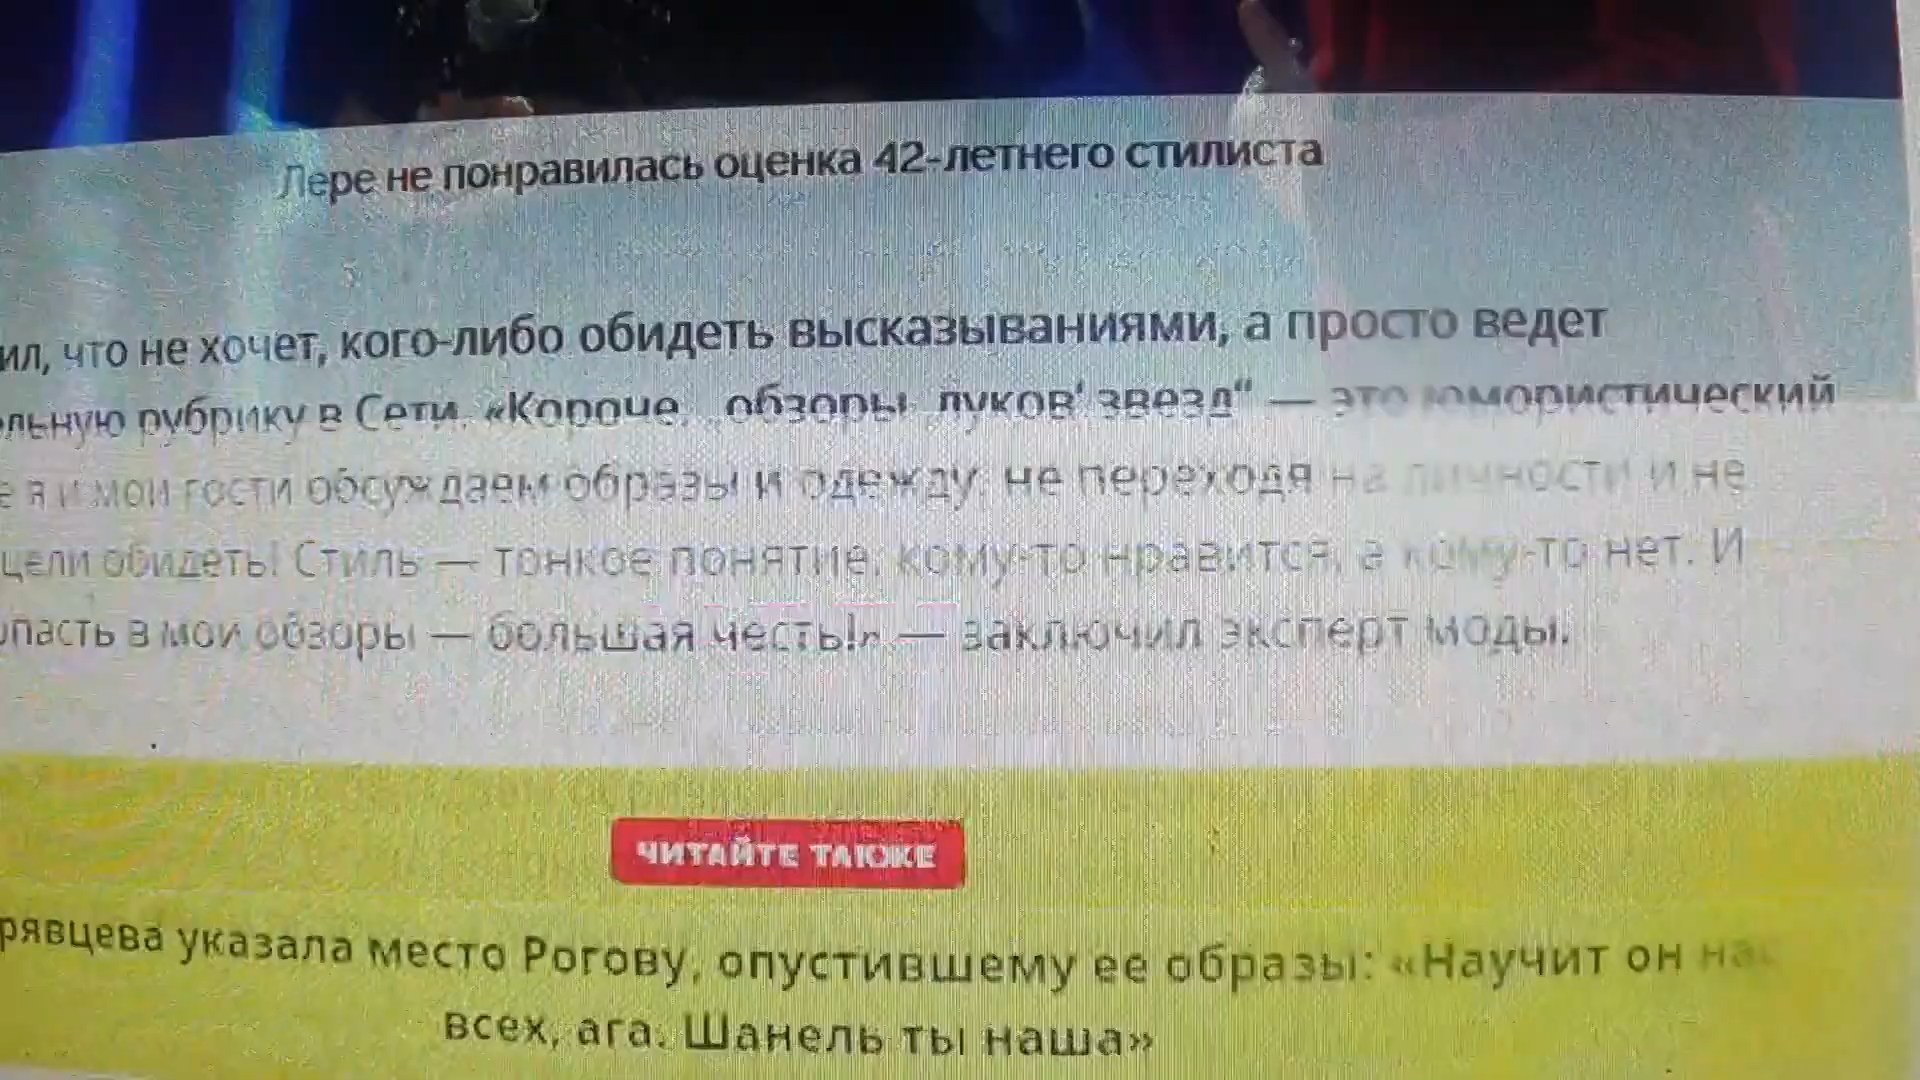 Лере не понравилась оценка 42-летнего стилиста
ил, что не хочет, кого-либо обидеть высказываниями, а просто ведет
льную рубрику в Сети. «Короче, „обзоры луков' звезд“ — это юмористический
е я и мои гости обсуждаем образы и одежду, не переходя на личности и не
цели обидеть! Стиль — тонкое понятие, кому-то нравится, а кому-то нет. И
опасть в мои обзоры — большая честь!» — заключил эксперт моды.
ЧИТАЙТЕ ТАКЖЕ
рявцева указала место Рогову, опустившему ее образы: «Научит он нас
всех, ага. Шанель ты наша»